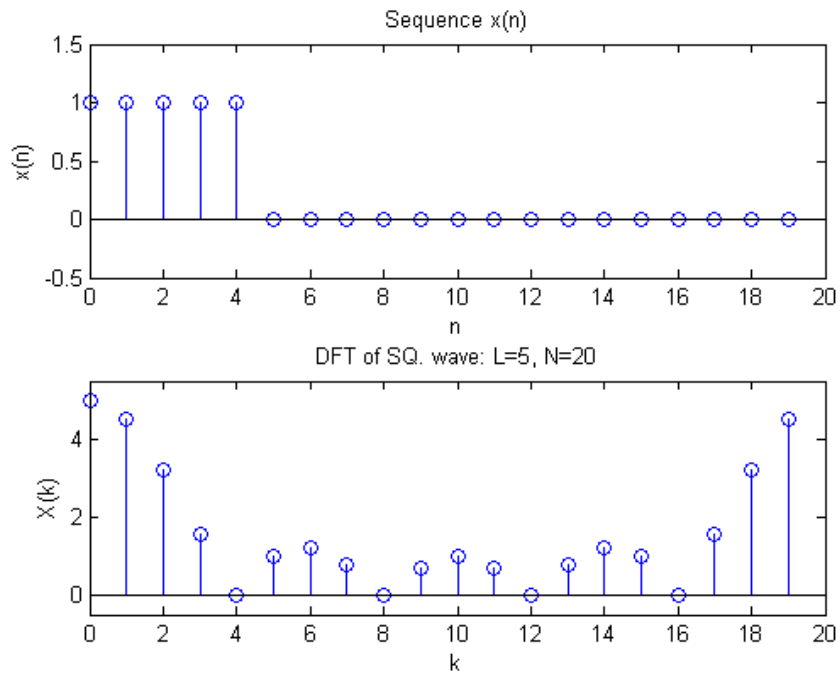 Sequence x(n)
1.5
1
0.5
0
-0.5
x(n)
0 2 4 6 8 10 12 14 16 18 20
n
DFT of SQ. wave: L=5, N=20
4
2
0
X(k)
0 2 4 6 8 10 12 14 16 18 20
k